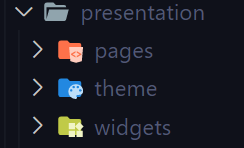 presentation
pages
theme
widgets